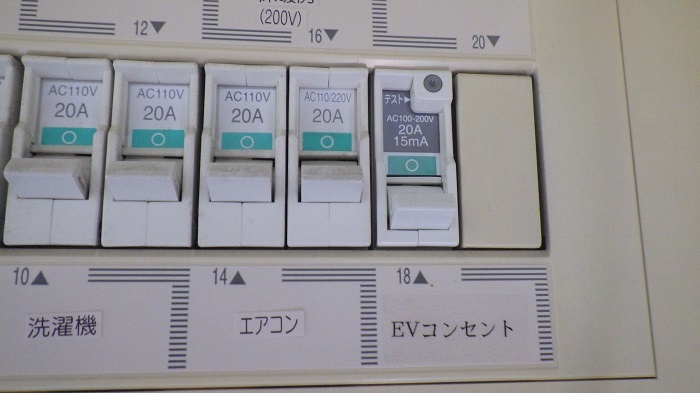 (200V)
12▼
16▼
20▼
AC110V
20A
AC110V
20A
AC110V
20A
AC110/220V
20A
テスト▶
AC100-200V
20A
15mA
10▲
14▲
18▲
洗濯機
エアコン
EVコンセント